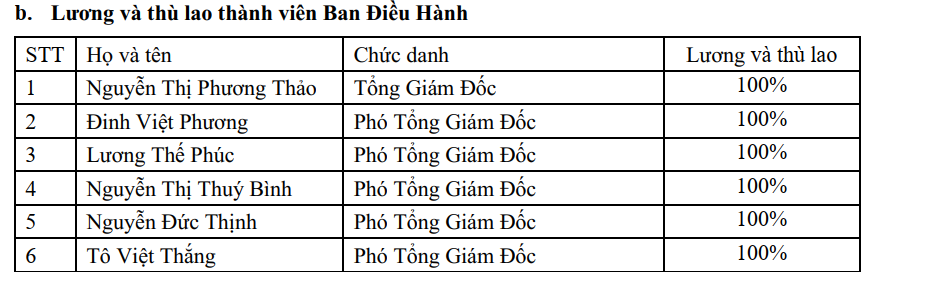 b. Lương và thù lao thành viên Ban Điều Hành
STT Họ và tên Chức danh Lương và thù lao
1 Nguyễn Thị Phương Thảo Tổng Giám Đốc 100%
2 Đinh Việt Phương Phó Tổng Giám Đốc 100%
3 Lương Thế Phúc Phó Tổng Giám Đốc 100%
4 Nguyễn Thị Thuý Bình Phó Tổng Giám Đốc 100%
5 Nguyễn Đức Thịnh Phó Tổng Giám Đốc 100%
6 Tô Việt Thắng Phó Tổng Giám Đốc 100%